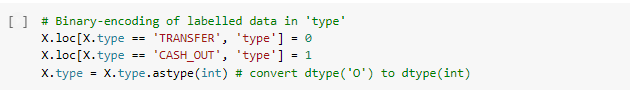 [ ] # Binary-encoding of labelled data in 'type'
X.loc[X.type == 'TRANSFER', 'type'] = 0
X.loc[X.type == 'CASH_OUT', 'type'] = 1
X.type = X.type.astype(int) # convert dtype('O') to dtype(int)